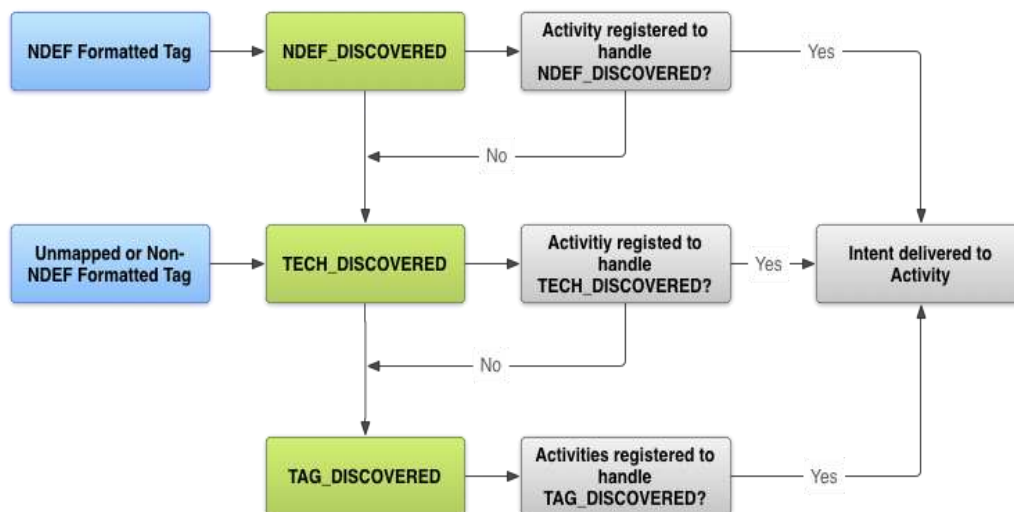 NDEF Formatted Tag
NDEF_DISCOVERED
Activity registered to
handle
NDEF_DISCOVERED?
Yes
No
Unmapped or Non-
NDEF Formatted Tag
TECH_DISCOVERED
Activitiy registed to
handle
TECH_DISCOVERED?
Yes
Intent delivered to
Activity
No
TAG_DISCOVERED
Activities registered to
handle
TAG_DISCOVERED?
Yes